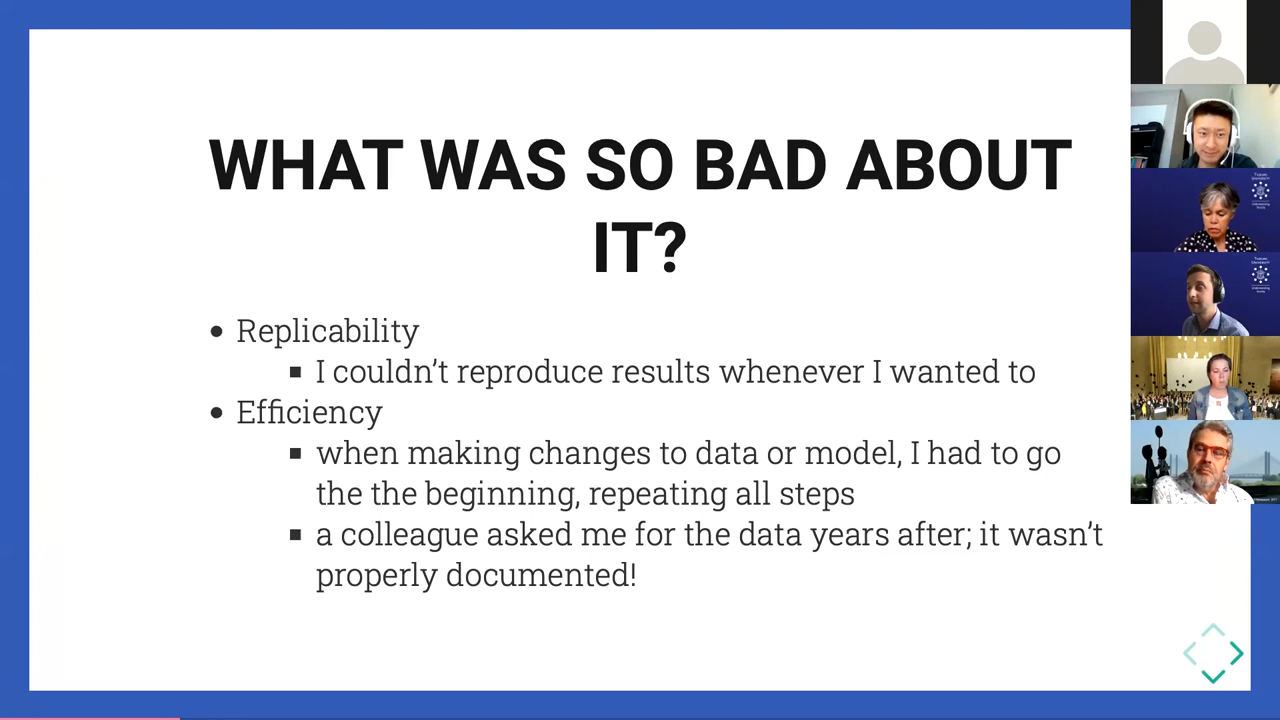 WHAT WAS SO BAD ABOUT
IT?
• Replicability
▪ I couldn’t reproduce results whenever I wanted to
• Efficiency
▪ when making changes to data or model, I had to go
the the beginning, repeating all steps
▪ a colleague asked me for the data years after; it wasn’t
properly documented!